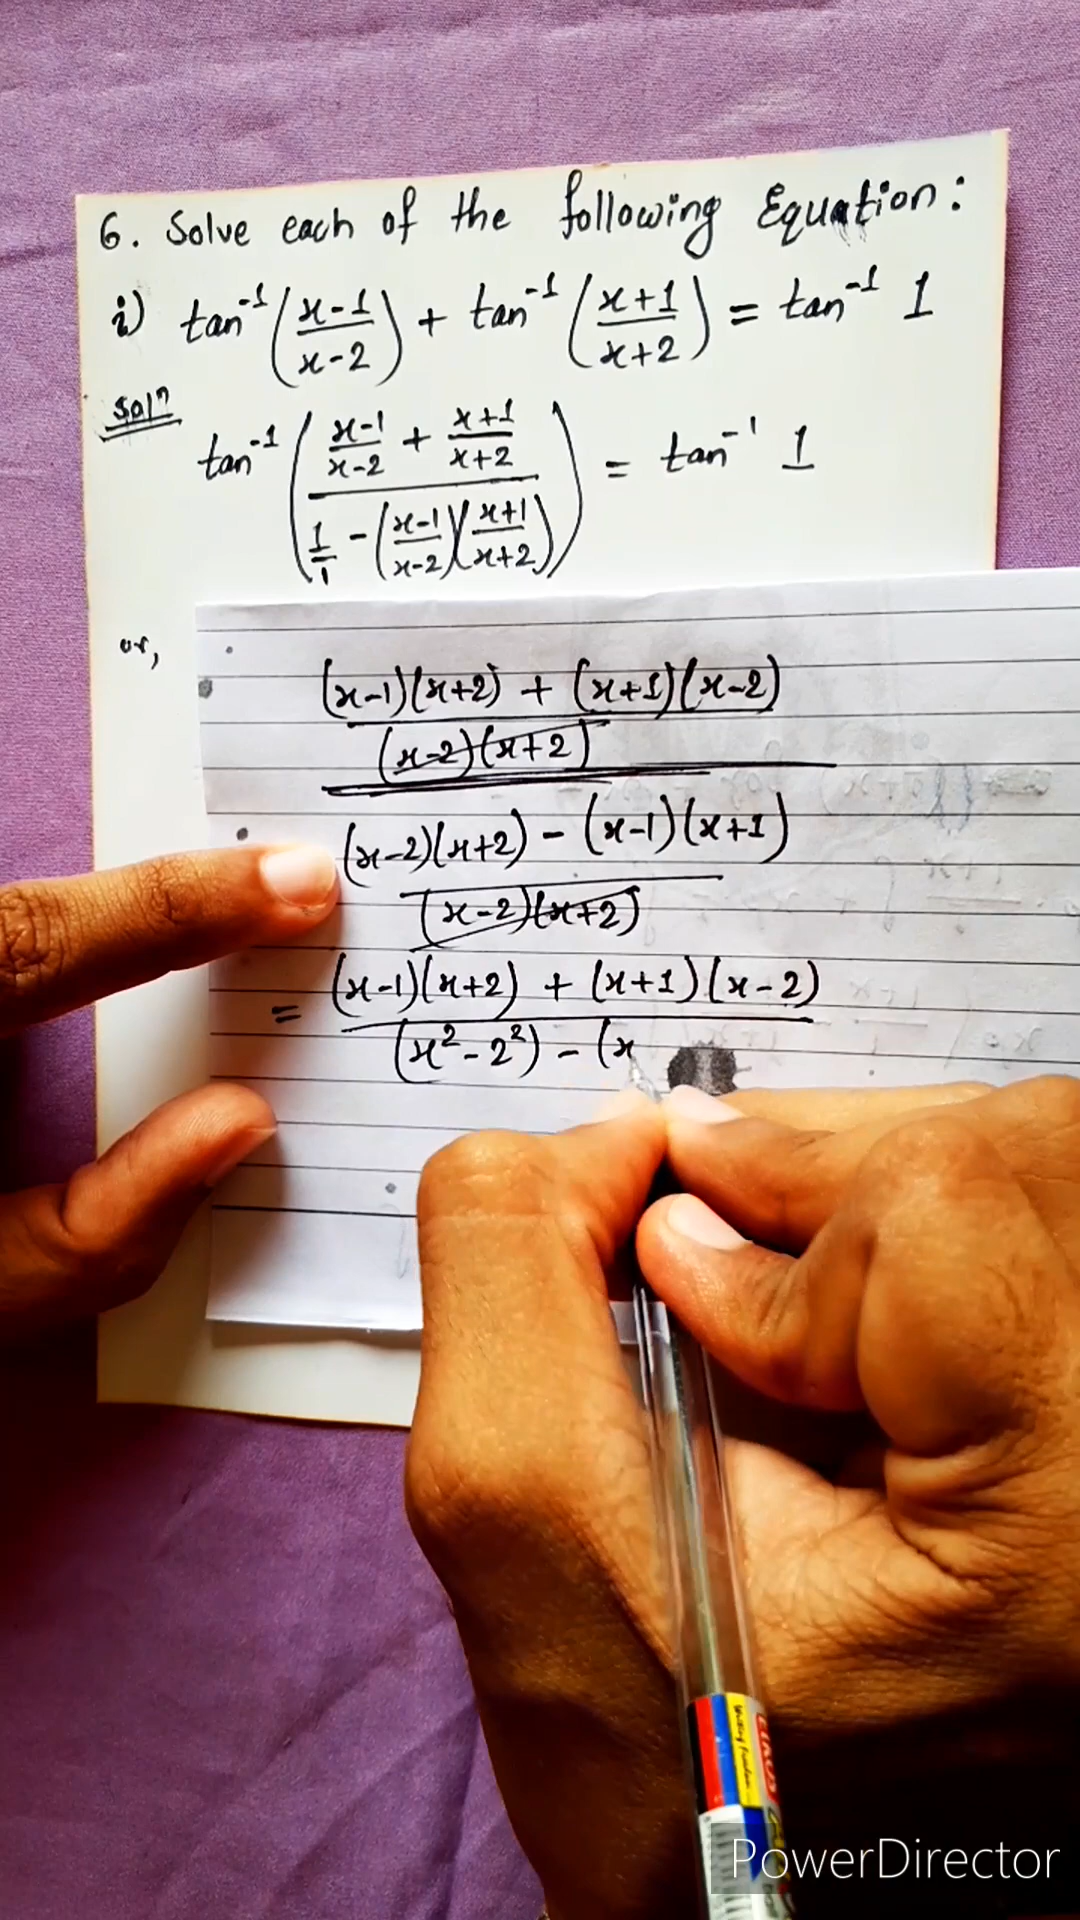 6. Solve each of the following Equation:
i) tan⁻¹((x-1)/(x-2)) + tan⁻¹((x+1)/(x+2)) = tan⁻¹ 1
Solⁿ
tan⁻¹(((x-1)/(x-2) + (x+1)/(x+2))/(1/1 - ((x-1)/(x-2))((x+1)/(x+2)))) = tan⁻¹ 1
or,
(x-1)(x+2) + (x+1)(x-2)
(x-2)(x+2)
(x-2)(x+2) - (x-1)(x+1)
(x-2)(x+2)
= (x-1)(x+2) + (x+1)(x-2)
(x² - 2²) - (x
PowerDirector